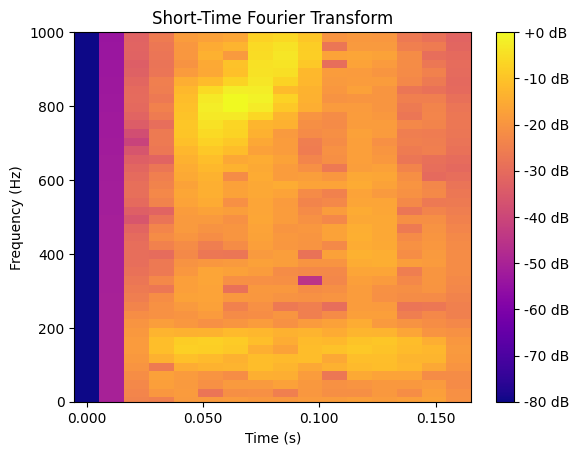 Short-Time Fourier Transform
1000
800
600
400
200
0
Frequency (Hz)
0.000
0.050
0.100
0.150
Time (s)
+0 dB
-10 dB
-20 dB
-30 dB
-40 dB
-50 dB
-60 dB
-70 dB
-80 dB